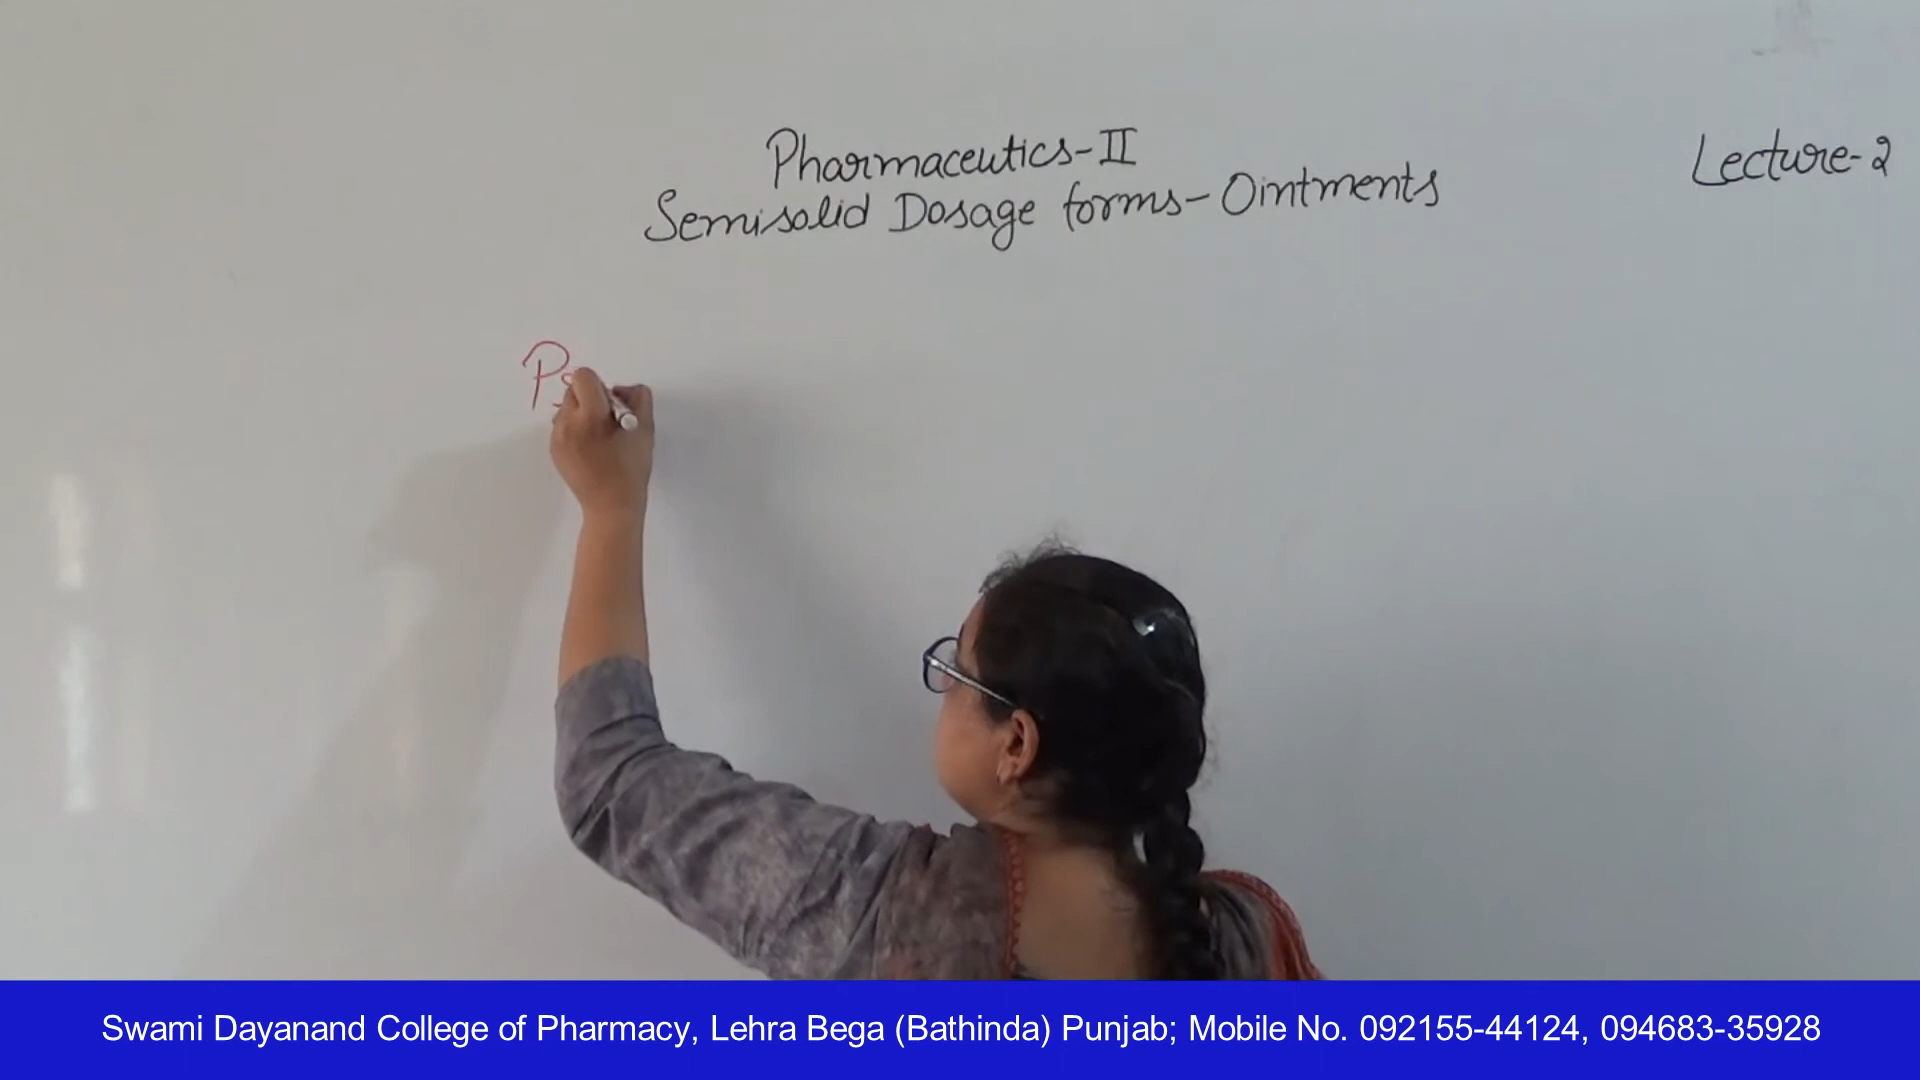 Pharmaceutics-II
Semisolid Dosage forms-Ointments
Lecture-2
Swami Dayanand College of Pharmacy, Lehra Bega (Bathinda) Punjab; Mobile No. 092155-44124, 094683-35928